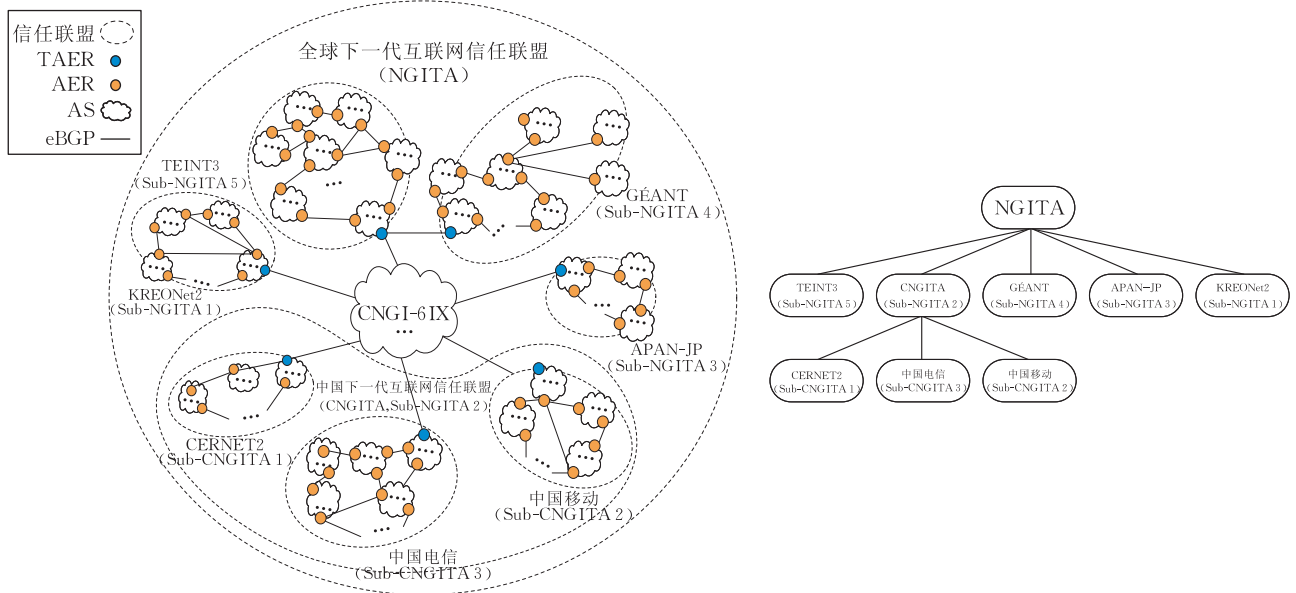 信任联盟
TAER
AER
AS
eBGP
全球下一代互联网信任联盟
(NGITA)
TEINT3
(Sub-NGITA 5)
GÉANT
(Sub-NGITA 4)
KREONet2
(Sub-NGITA 1)
CNGI-6IX
APAN-JP
(Sub-NGITA 3)
中国下一代互联网信任联盟
(CNGITA,Sub-NGITA 2)
CERNET2
(Sub-CNGITA 1)
中国移动
(Sub-CNGITA 2)
中国电信
(Sub-CNGITA 3)
NGITA
TEINT3
(Sub-NGITA 5)
CNGITA
(Sub-NGITA 2)
GÉANT
(Sub-NGITA 4)
APAN-JP
(Sub-NGITA 3)
KREONet2
(Sub-NGITA 1)
CERNET2
(Sub-CNGITA 1)
中国电信
(Sub-CNGITA 3)
中国移动
(Sub-CNGITA 2)